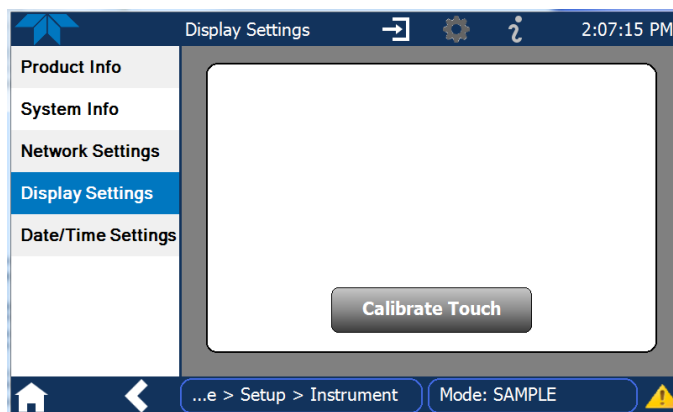 Display Settings
2:07:15 PM
Product Info
System Info
Network Settings
Display Settings
Date/Time Settings
Calibrate Touch
...e > Setup > Instrument
Mode: SAMPLE